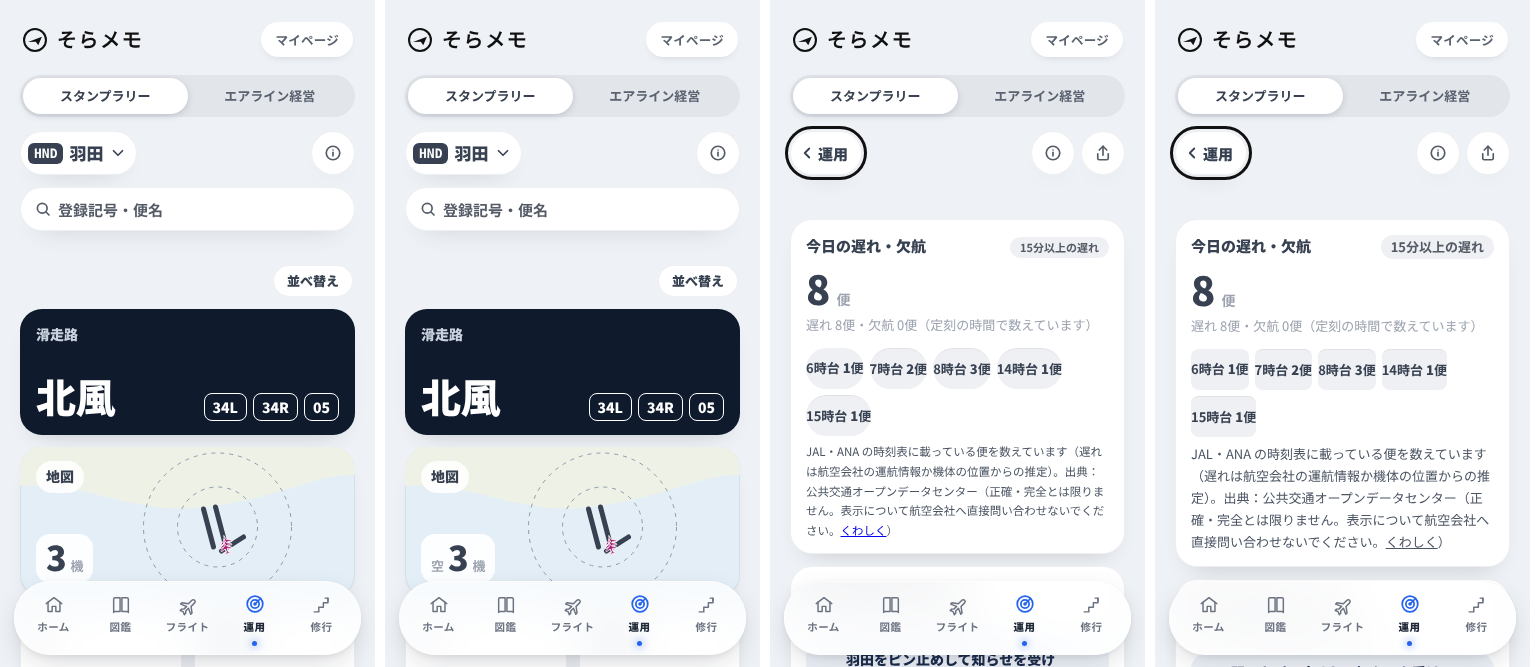 そらメモ
マイページ
スタンプラリー
エアライン経営
HND 羽田
登録記号・便名
並べ替え
滑走路
北風
34L
34R
05
地図
3 機
ホーム
図鑑
フライト
運用
修行
そらメモ
マイページ
スタンプラリー
エアライン経営
HND 羽田
登録記号・便名
並べ替え
滑走路
北風
34L
34R
05
地図
空 3 機
ホーム
図鑑
フライト
運用
修行
そらメモ
マイページ
スタンプラリー
エアライン経営
運用
今日の遅れ・欠航
15分以上の遅れ
8 便
遅れ 8便・欠航 0便（定刻の時間で数えています）
6時台 1便
7時台 2便
8時台 3便
14時台 1便
15時台 1便
JAL・ANA の時刻表に載っている便を数えています（遅れ
は航空会社の運航情報か機体の位置からの推定）。出典：
公共交通オープンデータセンター（正確・完全とは限りま
せん。表示について航空会社へ直接問い合わせないでくだ
さい。くわしく）
ホーム
図鑑
フライト
運用
修行
羽田をピン止めして知らせを受け
そらメモ
マイページ
スタンプラリー
エアライン経営
運用
今日の遅れ・欠航
15分以上の遅れ
8 便
遅れ 8便・欠航 0便（定刻の時間で数えています）
6時台 1便
7時台 2便
8時台 3便
14時台 1便
15時台 1便
JAL・ANA の時刻表に載っている便を数えています
（遅れは航空会社の運航情報か機体の位置からの推
定）。出典：公共交通オープンデータセンター（正
確・完全とは限りません。表示について航空会社へ
直接問い合わせないでください。くわしく）
ホーム
図鑑
フライト
運用
修行